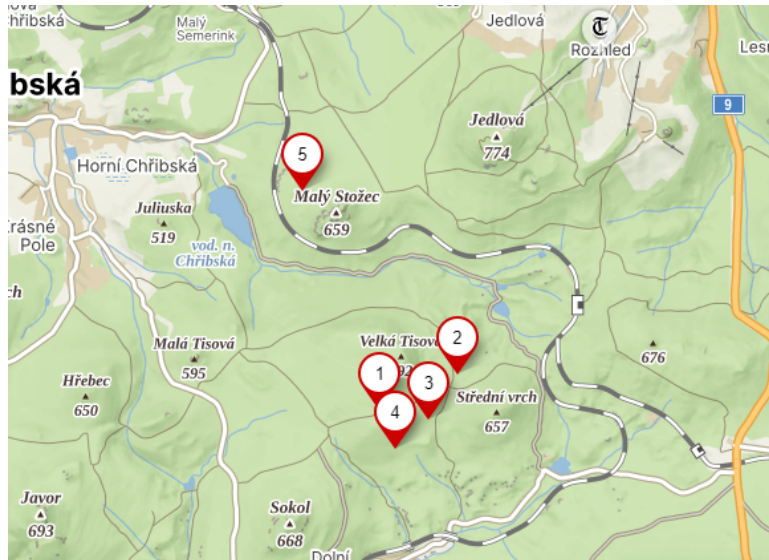 Chřibská
Malý
Semerink
Jedlová
Rozhled
bská
9
Jedlová
774
5
Horní Chřibská
Malý Stožec
659
Juliuska
519
Krásné
Pole
vod. n.
Chřibská
Malá Tisová
595
Velká Tisová
2
676
1
3
Hřebec
650
Střední vrch
657
4
Javor
693
Sokol
668
Dolní